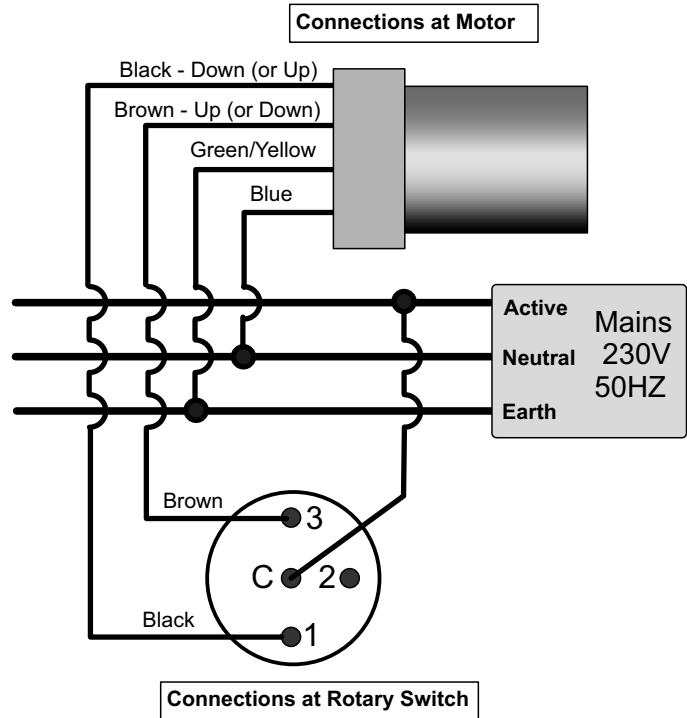 Connections at Motor
Black - Down (or Up)
Brown - Up (or Down)
Green/Yellow
Blue
Active
Mains
Neutral
230V
50HZ
Earth
Brown
3
C
2
Black
1
Connections at Rotary Switch